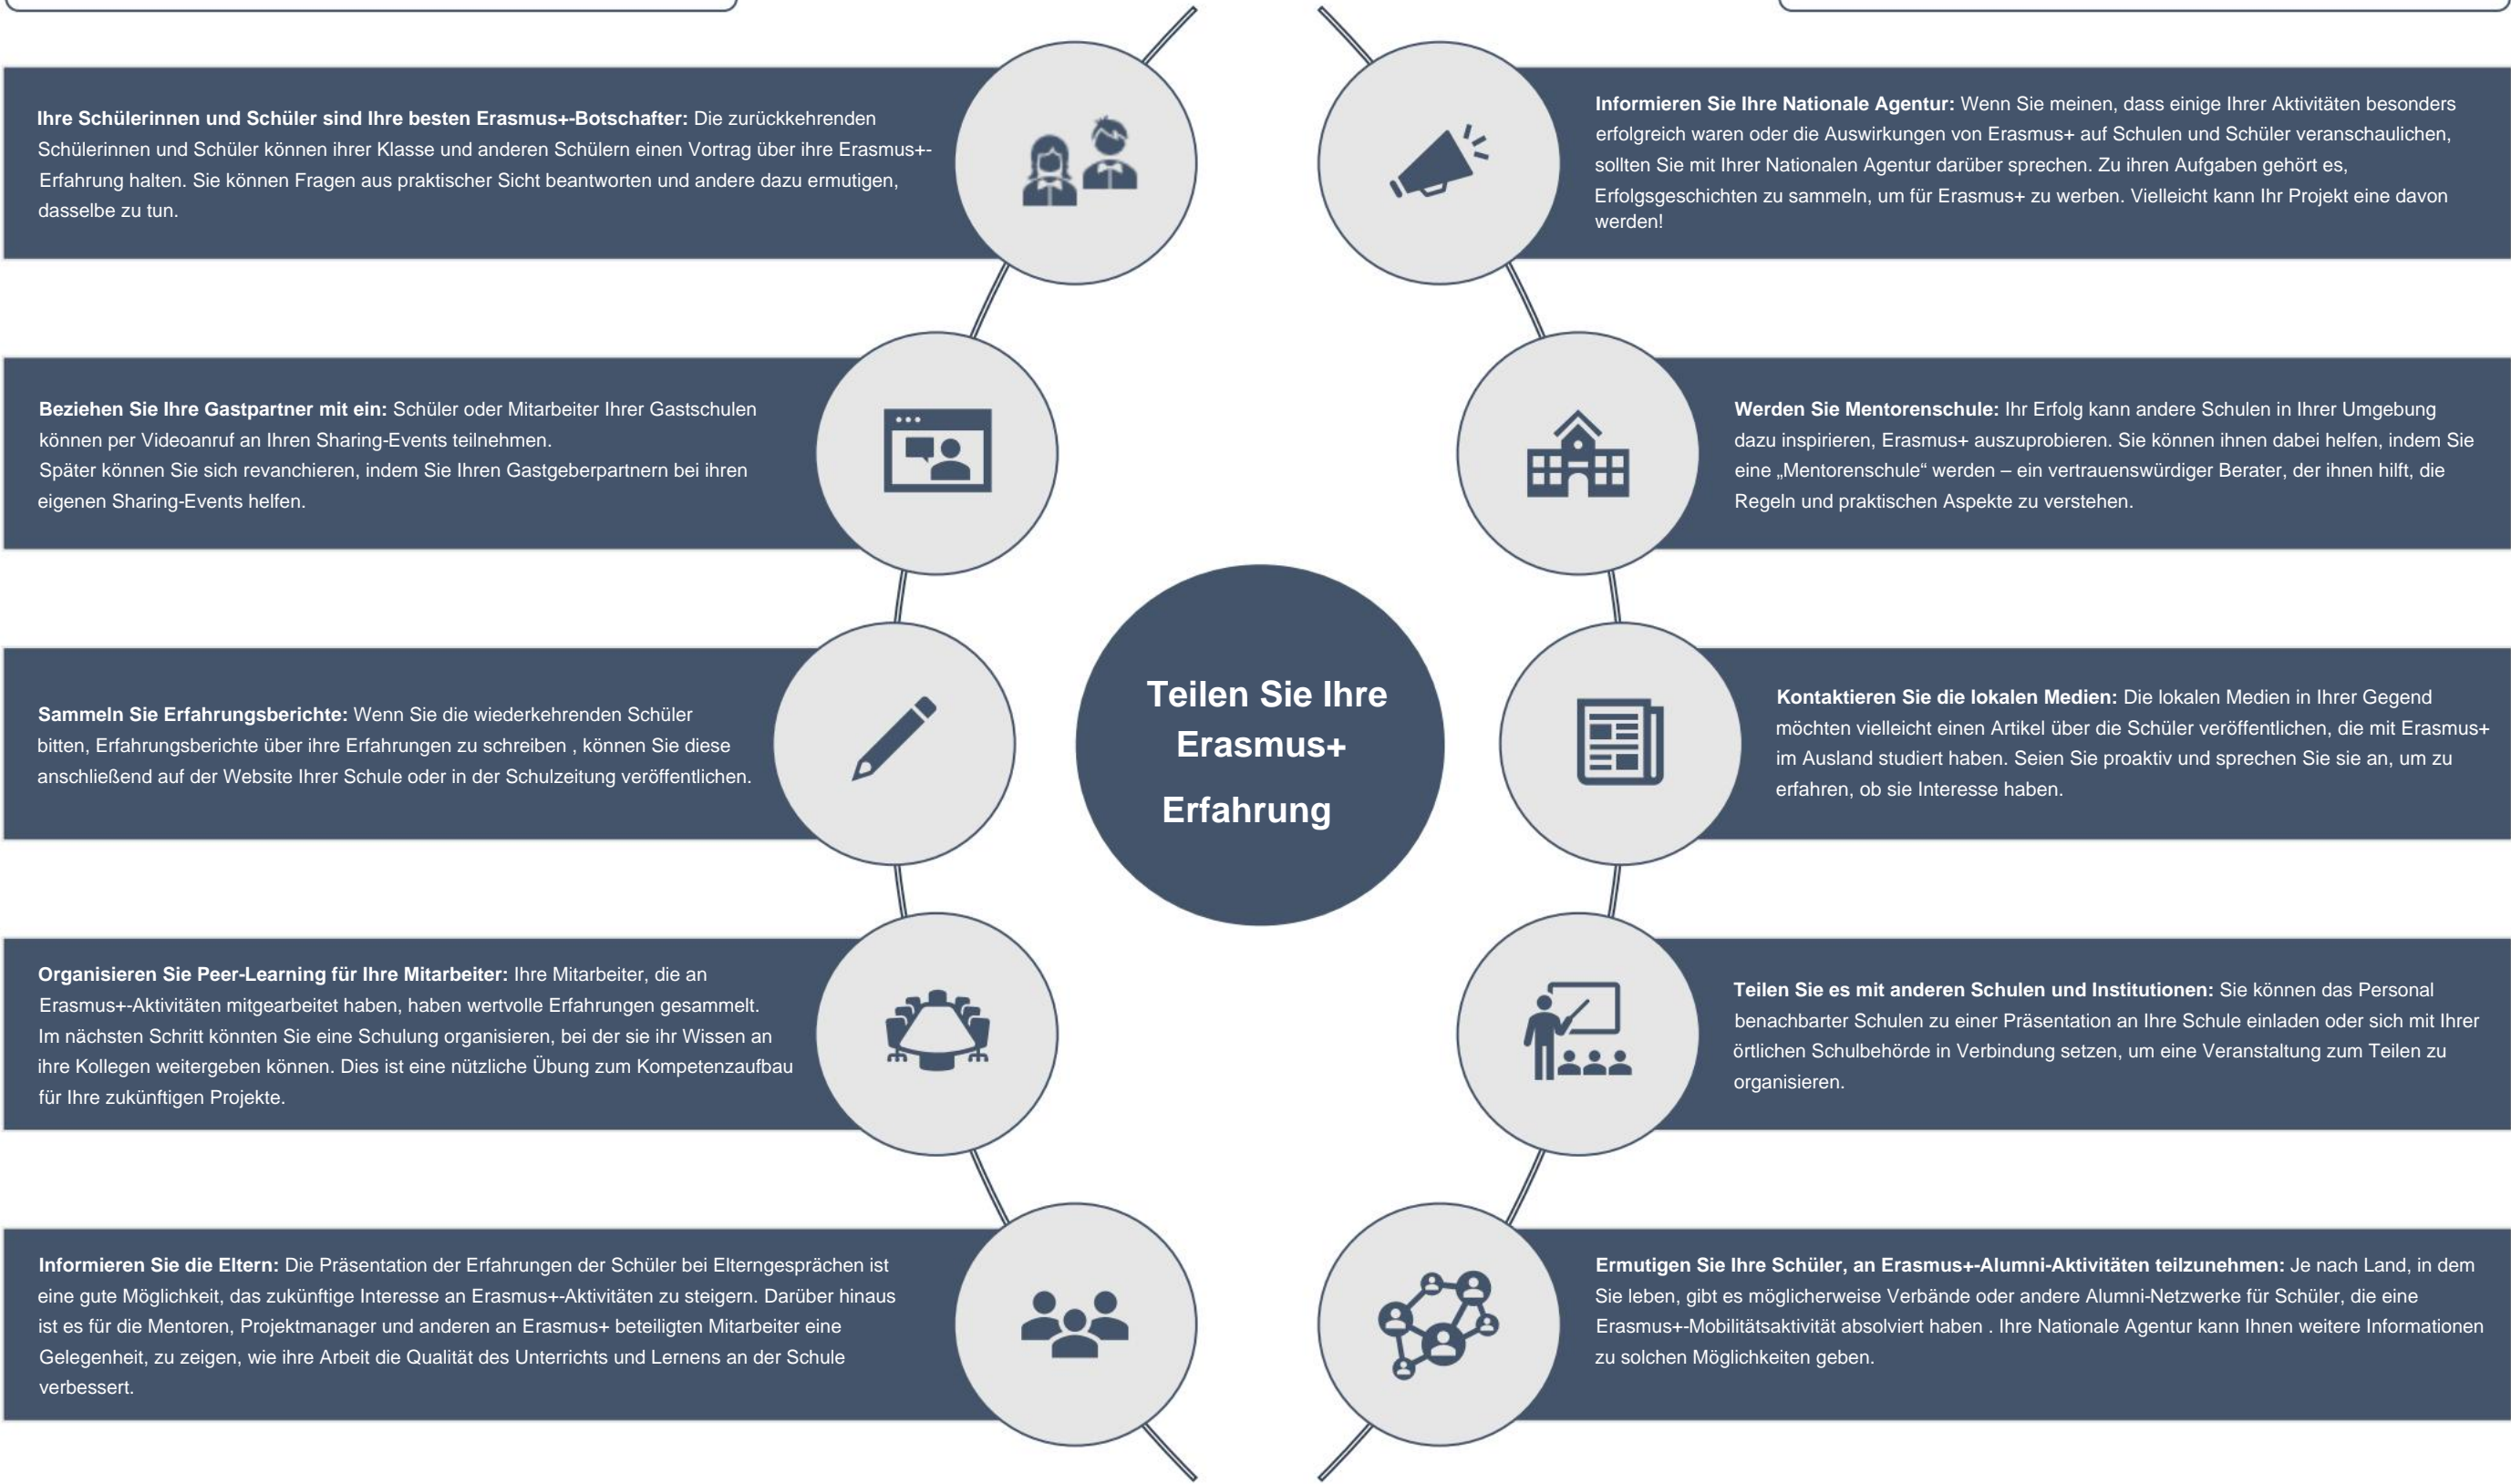 Ihre Schülerinnen und Schüler sind Ihre besten Erasmus+-Botschafter: Die zurückkehrenden
Schülerinnen und Schüler können ihrer Klasse und anderen Schülern einen Vortrag über ihre Erasmus+-
Erfahrung halten. Sie können Fragen aus praktischer Sicht beantworten und andere dazu ermutigen,
dasselbe zu tun.
Beziehen Sie Ihre Gastpartner mit ein: Schüler oder Mitarbeiter Ihrer Gastschulen
können per Videoanruf an Ihren Sharing-Events teilnehmen.
Später können Sie sich revanchieren, indem Sie Ihren Gastgeberpartnern bei ihren
eigenen Sharing-Events helfen.
Sammeln Sie Erfahrungsberichte: Wenn Sie die wiederkehrenden Schüler
bitten, Erfahrungsberichte über ihre Erfahrungen zu schreiben , können Sie diese
anschließend auf der Website Ihrer Schule oder in der Schulzeitung veröffentlichen.
Organisieren Sie Peer-Learning für Ihre Mitarbeiter: Ihre Mitarbeiter, die an
Erasmus+-Aktivitäten mitgearbeitet haben, haben wertvolle Erfahrungen gesammelt.
Im nächsten Schritt könnten Sie eine Schulung organisieren, bei der sie ihr Wissen an
ihre Kollegen weitergeben können. Dies ist eine nützliche Übung zum Kompetenzaufbau
für Ihre zukünftigen Projekte.
Informieren Sie die Eltern: Die Präsentation der Erfahrungen der Schüler bei Elterngesprächen ist
eine gute Möglichkeit, das zukünftige Interesse an Erasmus+-Aktivitäten zu steigern. Darüber hinaus
ist es für die Mentoren, Projektmanager und anderen an Erasmus+ beteiligten Mitarbeiter eine
Gelegenheit, zu zeigen, wie ihre Arbeit die Qualität des Unterrichts und Lernens an der Schule
verbessert.
Teilen Sie Ihre
Erasmus+
Erfahrung
Informieren Sie Ihre Nationale Agentur: Wenn Sie meinen, dass einige Ihrer Aktivitäten besonders
erfolgreich waren oder die Auswirkungen von Erasmus+ auf Schulen und Schüler veranschaulichen,
sollten Sie mit Ihrer Nationalen Agentur darüber sprechen. Zu ihren Aufgaben gehört es,
Erfolgsgeschichten zu sammeln, um für Erasmus+ zu werben. Vielleicht kann Ihr Projekt eine davon
werden!
Werden Sie Mentorenschule: Ihr Erfolg kann andere Schulen in Ihrer Umgebung
dazu inspirieren, Erasmus+ auszuprobieren. Sie können ihnen dabei helfen, indem Sie
eine „Mentorenschule“ werden – ein vertrauenswürdiger Berater, der ihnen hilft, die
Regeln und praktischen Aspekte zu verstehen.
Kontaktieren Sie die lokalen Medien: Die lokalen Medien in Ihrer Gegend
möchten vielleicht einen Artikel über die Schüler veröffentlichen, die mit Erasmus+
im Ausland studiert haben. Seien Sie proaktiv und sprechen Sie sie an, um zu
erfahren, ob sie Interesse haben.
Teilen Sie es mit anderen Schulen und Institutionen: Sie können das Personal
benachbarter Schulen zu einer Präsentation an Ihre Schule einladen oder sich mit Ihrer
örtlichen Schulbehörde in Verbindung setzen, um eine Veranstaltung zum Teilen zu
organisieren.
Ermutigen Sie Ihre Schüler, an Erasmus+-Alumni-Aktivitäten teilzunehmen: Je nach Land, in dem
Sie leben, gibt es möglicherweise Verbände oder andere Alumni-Netzwerke für Schüler, die eine
Erasmus+-Mobilitätsaktivität absolviert haben . Ihre Nationale Agentur kann Ihnen weitere Informationen
zu solchen Möglichkeiten geben.